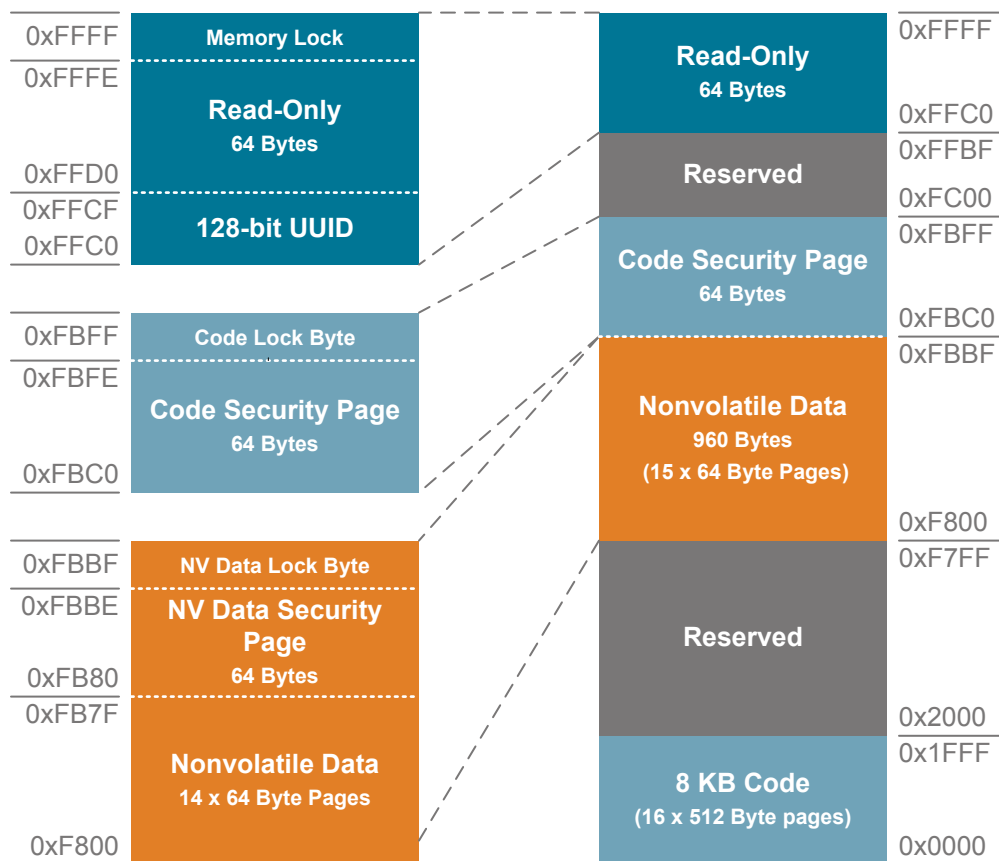 0xFFFF
Memory Lock
0xFFFE
Read-Only
64 Bytes
0xFFD0
0xFFCF
128-bit UUID
0xFFC0
0xFBFF
Code Lock Byte
0xFBFE
Code Security Page
64 Bytes
0xFBC0
0xFBBF
NV Data Lock Byte
0xFBBE
NV Data Security
Page
64 Bytes
0xFB80
0xFB7F
Nonvolatile Data
14 x 64 Byte Pages
0xF800
0xFFFF
Read-Only
64 Bytes
0xFFC0
0xFFBF
Reserved
0xFC00
0xFBFF
Code Security Page
64 Bytes
0xFBC0
0xFBBF
Nonvolatile Data
960 Bytes
(15 x 64 Byte Pages)
0xF800
0xF7FF
Reserved
0x2000
0x1FFF
8 KB Code
(16 x 512 Byte pages)
0x0000